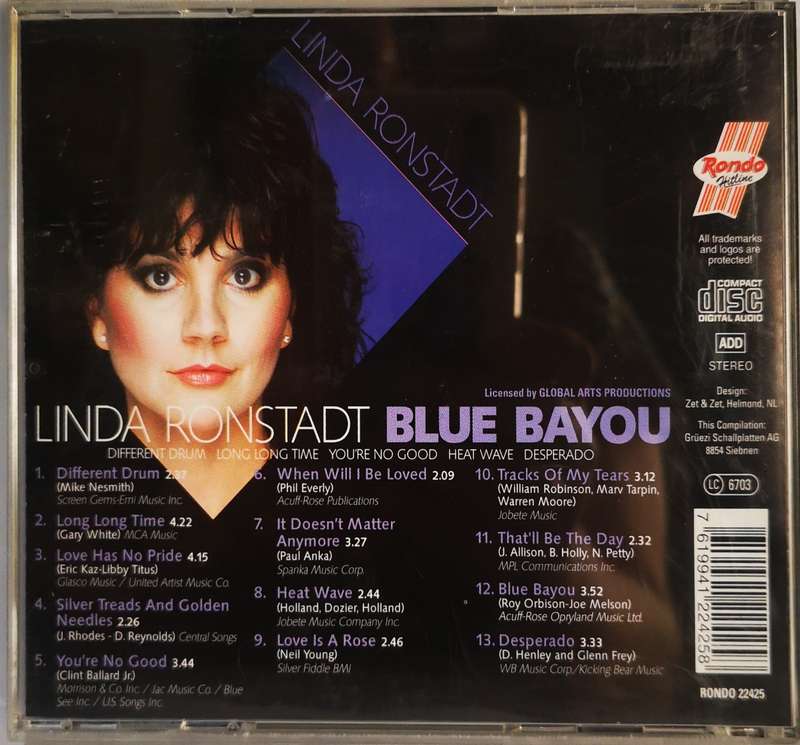 LINDA RONSTADT
Rondo
Hitline
All trademarks
and logos are
protected!
COMPACT
disc
DIGITAL AUDIO
ADD
STEREO
Design:
Zet & Zet, Helmond, NL
This Compilation:
Grüezi Schallplatten AG
8854 Siebnen
LC 6703
7 619941 224258
RONDO 22425
Licensed by GLOBAL ARTS PRODUCTIONS
LINDA RONSTADT BLUE BAYOU
DIFFERENT DRUM LONG LONG TIME YOU'RE NO GOOD HEAT WAVE DESPERADO
1. Different Drum 2.37
(Mike Nesmith)
Screen Gems-Emi Music Inc.
2. Long Long Time 4.22
(Gary White) MCA Music
3. Love Has No Pride 4.15
(Eric Kaz-Libby Titus)
Glasco Music / United Artist Music Co.
4. Silver Treads And Golden
Needles 2.26
(J. Rhodes - D. Reynolds) Central Songs
5. You're No Good 3.44
(Clint Ballard Jr.)
Morrison & Co. Inc / Jac Music Co./ Blue
See Inc. / U.S. Songs Inc.
6. When Will I Be Loved 2.09
(Phil Everly)
Acuff-Rose Publications
7. It Doesn't Matter
Anymore 3.27
(Paul Anka)
Spanka Music Corp.
8. Heat Wave 2.44
(Holland, Dozier, Holland)
Jobete Music Company Inc.
9. Love Is A Rose 2.46
(Neil Young)
Silver Fiddle BMI
10. Tracks Of My Tears 3.12
(William Robinson, Marv Tarpin,
Warren Moore)
Jobete Music
11. That'll Be The Day 2.32
(J. Allison, B. Holly, N. Petty)
MPL Communications Inc.
12. Blue Bayou 3.52
(Roy Orbison-Joe Melson)
Acuff-Rose Opryland Music Ltd.
13. Desperado 3.33
(D. Henley and Glenn Frey)
WB Music Corp./Kicking Bear Music